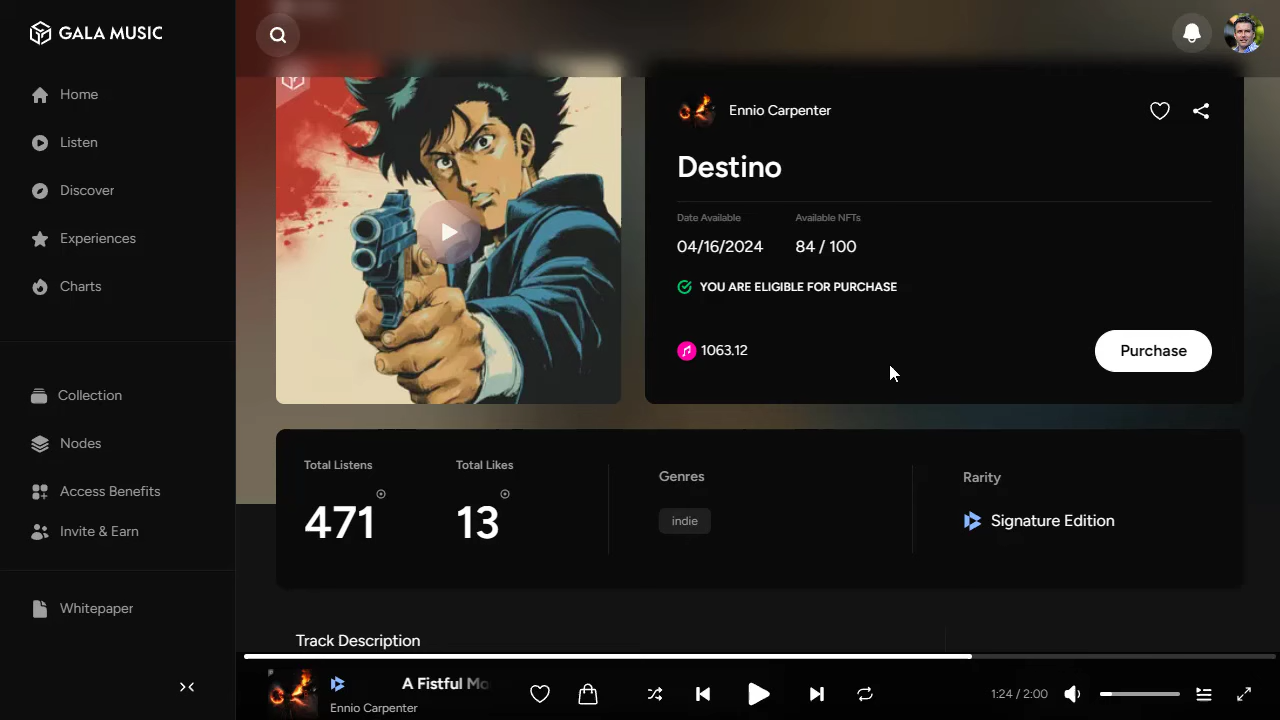 GALA MUSIC
Home
Listen
Discover
Experiences
Charts
Collection
Nodes
Access Benefits
Invite & Earn
Whitepaper
Ennio Carpenter
Destino
Date Available
Available NFTs
04/16/2024
84 / 100
YOU ARE ELIGIBLE FOR PURCHASE
1063.12
Purchase
Total Listens
Total Likes
Genres
Rarity
471
13
indie
Signature Edition
Track Description
A Fistful Mo
Ennio Carpenter
1:24 / 2:00